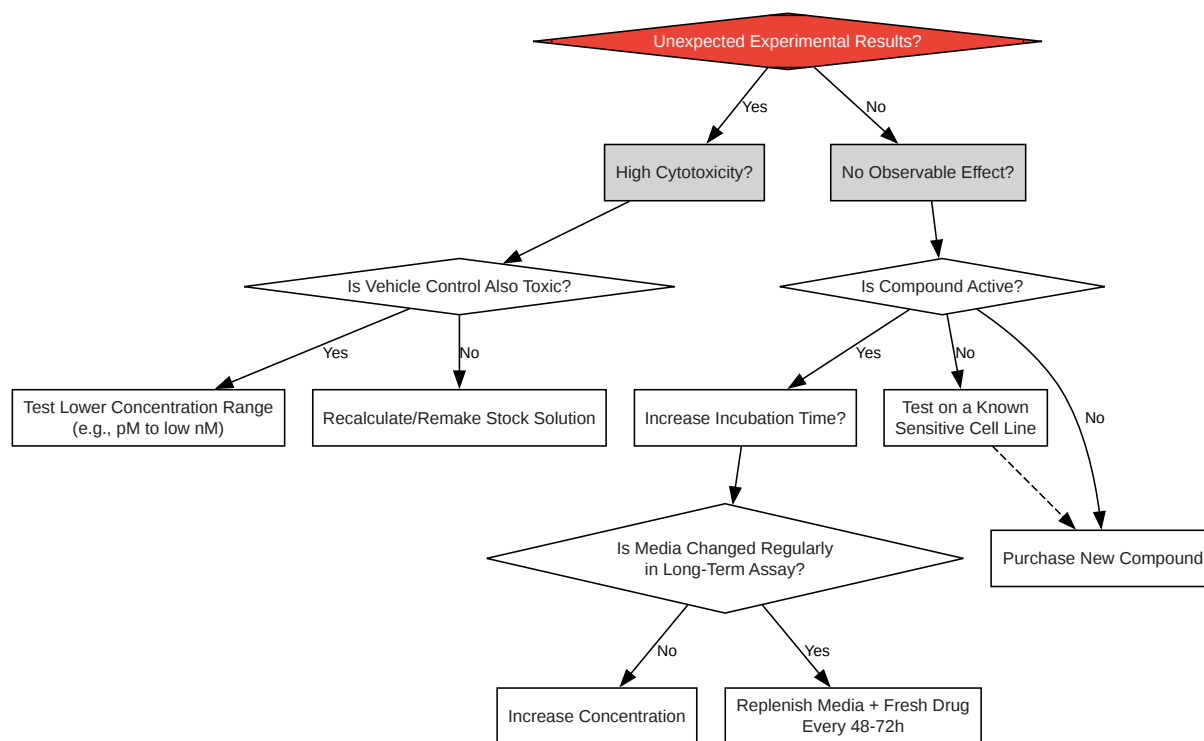 Unexpected Experimental Results?
Yes
No
High Cytotoxicity?
No Observable Effect?
Is Vehicle Control Also Toxic?
Is Compound Active?
Yes
No
Yes
No
No
Test Lower Concentration Range
(e.g., pM to low nM)
Recalculate/Remake Stock Solution
Increase Incubation Time?
Test on a Known
Sensitive Cell Line
Is Media Changed Regularly
in Long-Term Assay?
Purchase New Compound
No
Yes
Increase Concentration
Replenish Media + Fresh Drug
Every 48-72h